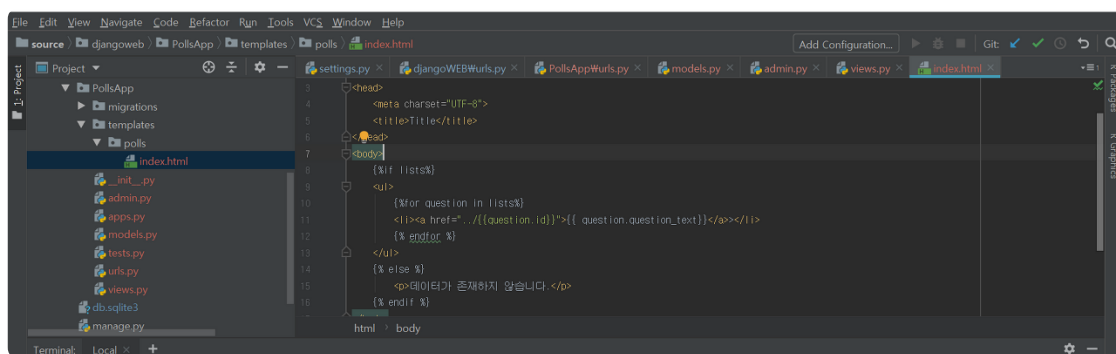 File Edit View Navigate Code Refactor Run Tools VCS Window Help
source djangoweb PollsApp templates polls index.html Add Configuration... Git:
1: Project
Project settings.py djangoWEB₩urls.py PollsApp₩urls.py models.py admin.py views.py index.html
PollsApp
migrations
templates
polls
index.html
__init__.py
admin.py
apps.py
models.py
tests.py
urls.py
views.py
db.sqlite3
manage.py
3 <head>
4 <meta charset="UTF-8">
5 <title>Title</title>
6 </head>
7 <body>
8 {%if lists%}
9 <ul>
10 {%for question in lists%}
11 <li><a href="../{{question.id}}">{{ question.question_text}}</a>></li>
12 {% endfor %}
13 </ul>
14 {% else %}
15 <p>데이터가 존재하지 않습니다.</p>
16 {% endif %}
html body
Packages
Graphics
Terminal: Local +